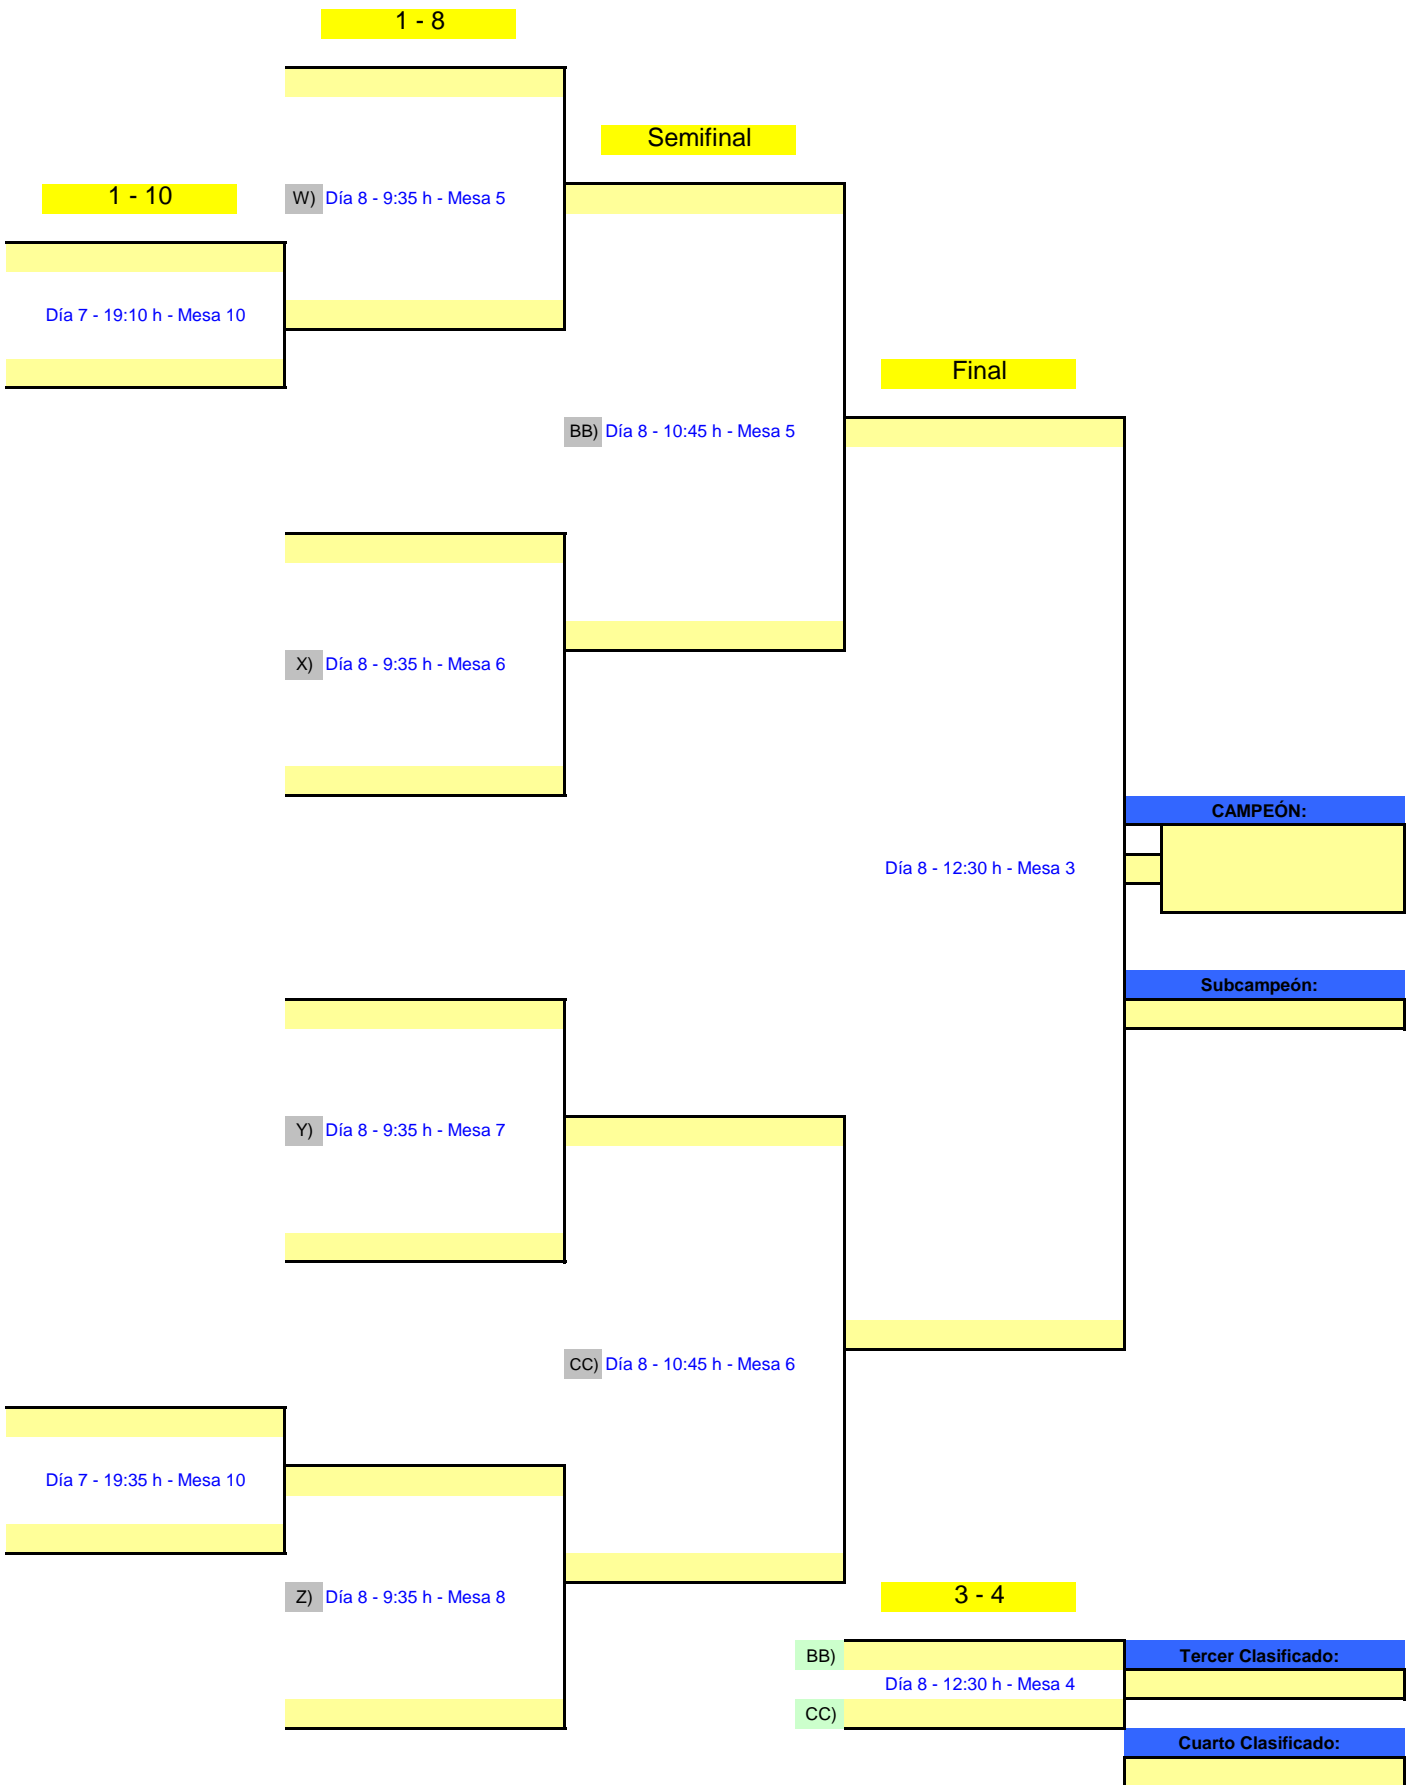 1 - 8
Semifinal
1 - 10
W) Día 8 - 9:35 h - Mesa 5
Día 7 - 19:10 h - Mesa 10
Final
BB) Día 8 - 10:45 h - Mesa 5
X) Día 8 - 9:35 h - Mesa 6
CAMPEÓN:
Día 8 - 12:30 h - Mesa 3
Subcampeón:
Y) Día 8 - 9:35 h - Mesa 7
CC) Día 8 - 10:45 h - Mesa 6
Día 7 - 19:35 h - Mesa 10
Z) Día 8 - 9:35 h - Mesa 8
3 - 4
BB)
Tercer Clasificado:
Día 8 - 12:30 h - Mesa 4
CC)
Cuarto Clasificado: